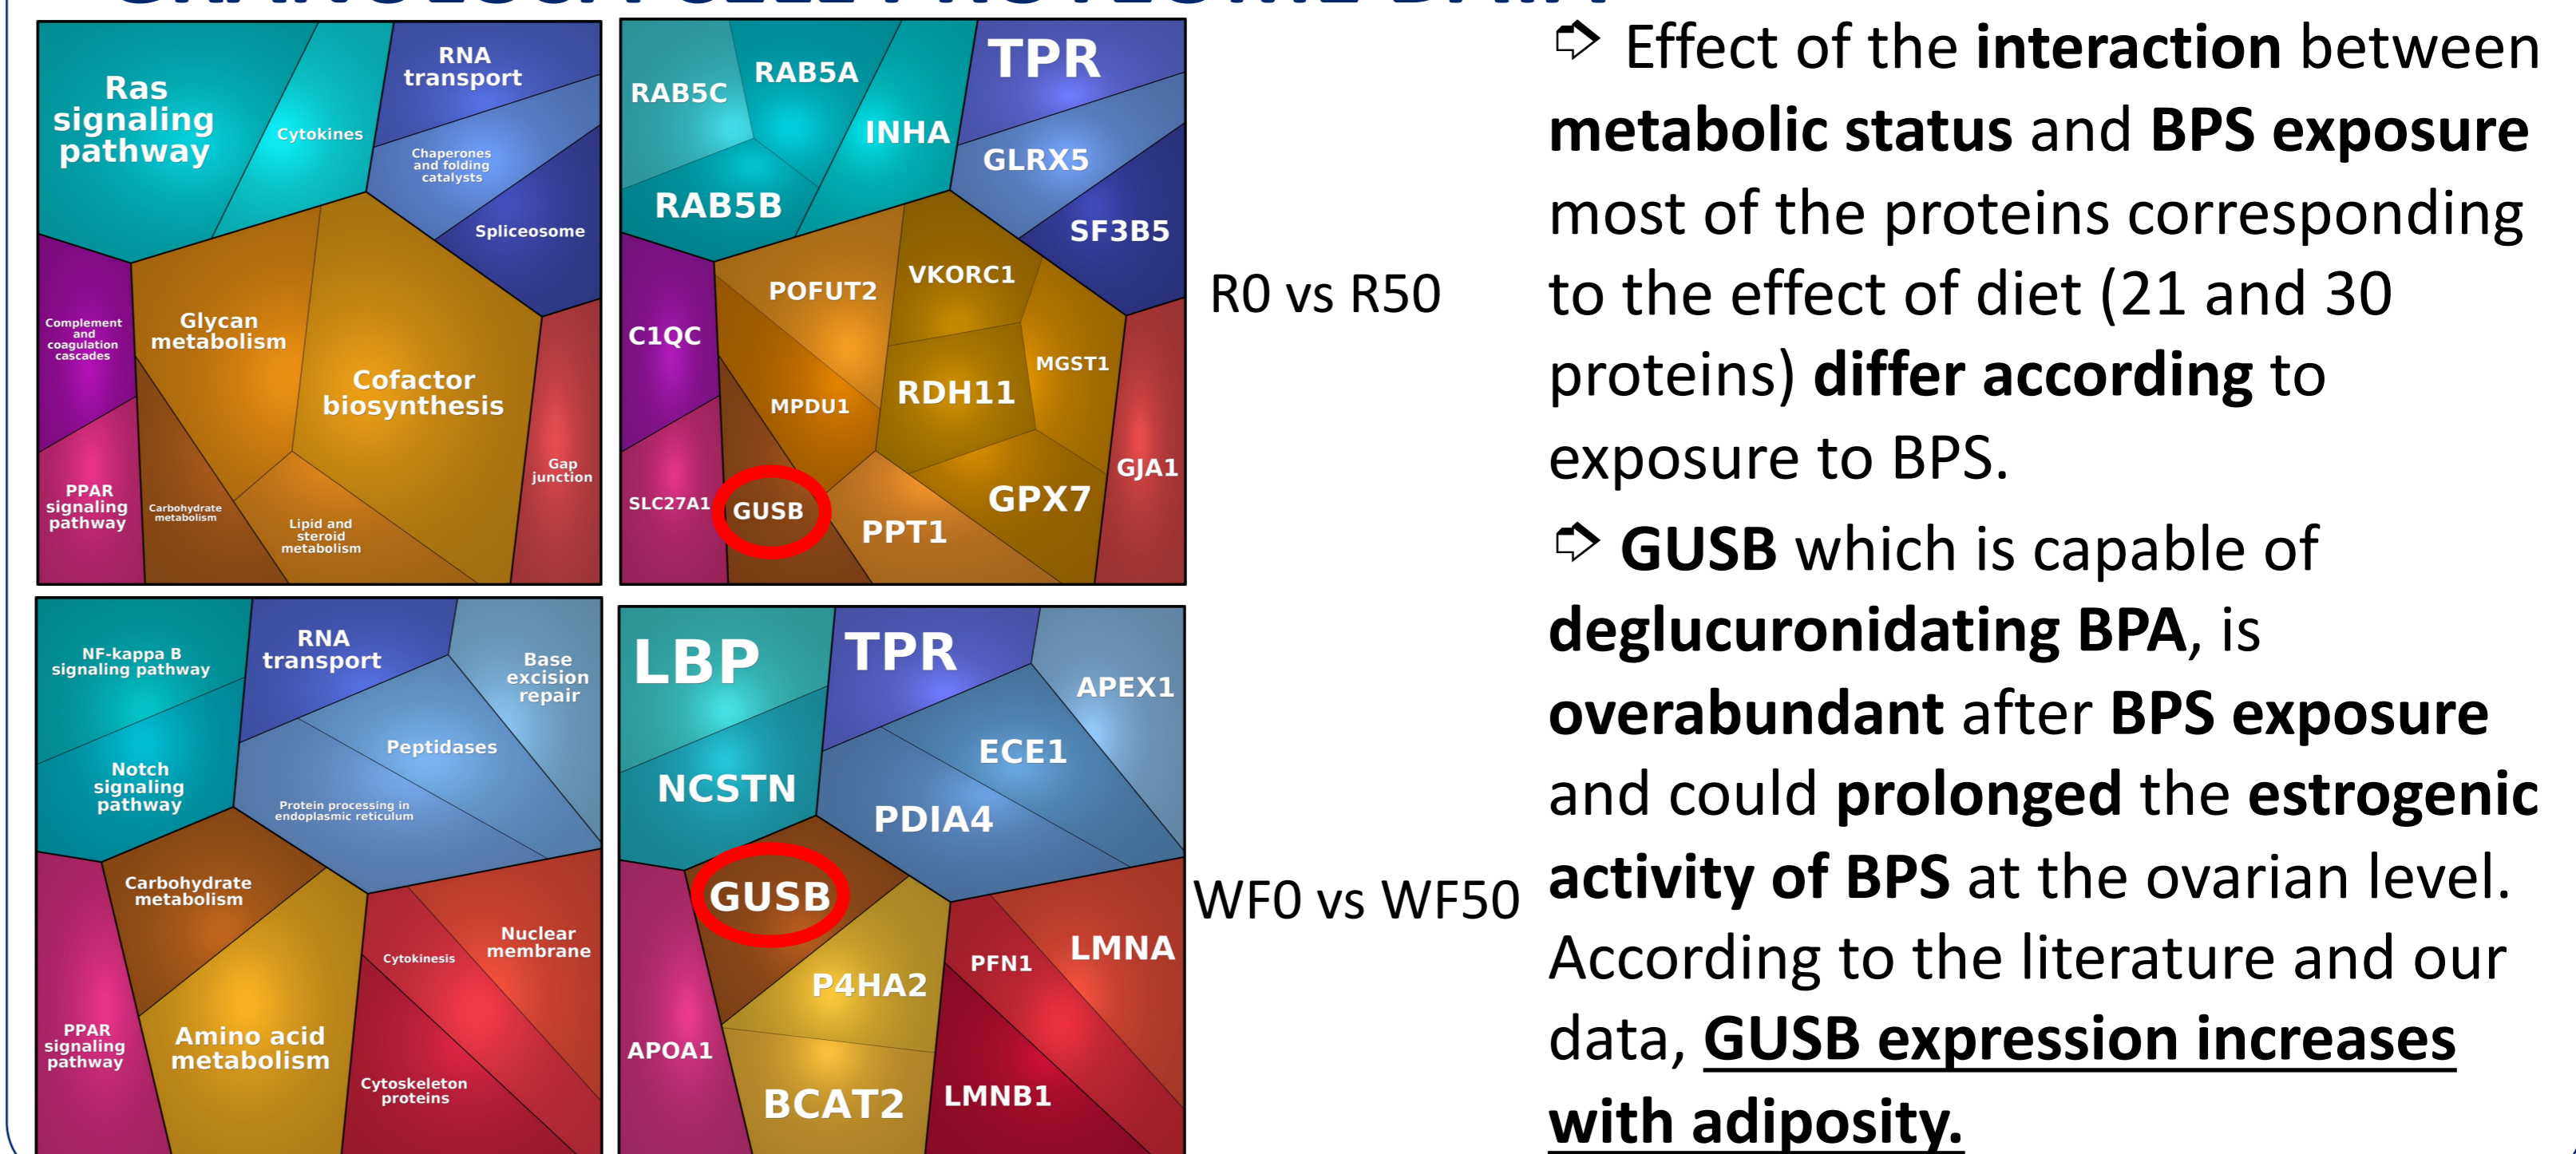 Ras
signaling
pathway
Cytokines
RNA
transport
Chaperones
and folding
catalysts
Spliceosome
Complement
and
coagulation
cascades
Glycan
metabolism
Cofactor
biosynthesis
PPAR
signaling
pathway
Carbohydrate
metabolism
Lipid and
steroid
metabolism
Gap
junction
RAB5C
RAB5A
RAB5B
INHA
TPR
GLRX5
SF3B5
C1QC
POFUT2
VKORC1
MPDU1
RDH11
MGST1
SLC27A1
GUSB
PPT1
GPX7
GJA1
R0 vs R50
NF-kappa B
signaling pathway
Notch
signaling
pathway
RNA
transport
Base
excision
repair
Peptidases
Protein processing in
endoplasmic reticulum
Carbohydrate
metabolism
PPAR
signaling
pathway
Amino acid
metabolism
Cytokinesis
Nuclear
membrane
Cytoskeleton
proteins
LBP
TPR
APEX1
NCSTN
ECE1
PDIA4
GUSB
P4HA2
PFN1
LMNA
APOA1
BCAT2
LMNB1
WF0 vs WF50
➪ Effect of the interaction between
metabolic status and BPS exposure
most of the proteins corresponding
to the effect of diet (21 and 30
proteins) differ according to
exposure to BPS.
➪ GUSB which is capable of
deglucuronidating BPA, is
overabundant after BPS exposure
and could prolonged the estrogenic
activity of BPS at the ovarian level.
According to the literature and our
data, GUSB expression increases
with adiposity.